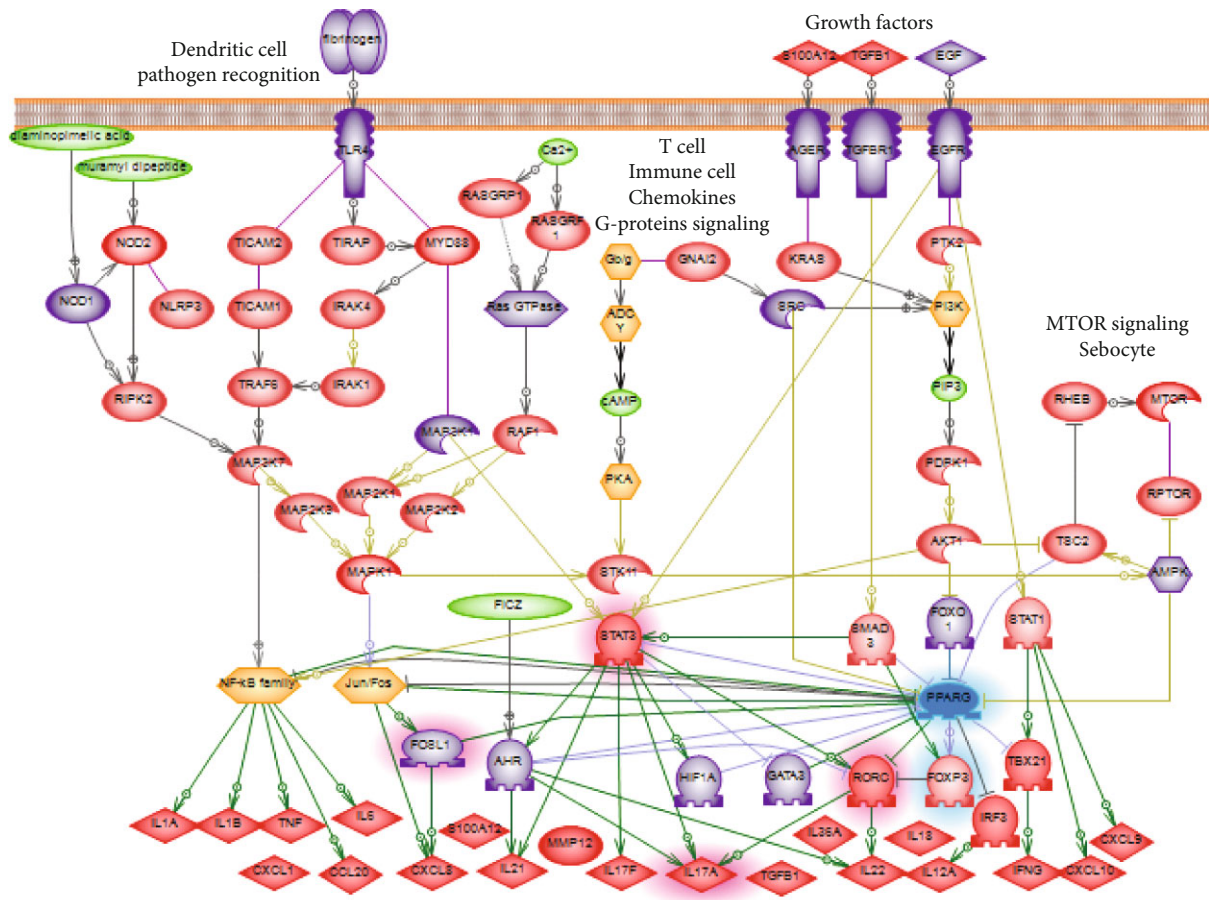 Growth factors
Dendritic cell
pathogen recognition
fibrinogen
S100A12
TGFB1
EGF
diaminopimelic acid
muramyl dipeptide
TLR4
Ca2+
AGER
TGFBR1
EGFR
T cell
Immune cell
Chemokines
G-proteins signaling
RASGRP1
RASGRF1
NOD2
TICAM2
TIRAP
MYD88
Gb/g
GNAI2
KRAS
PTK2
NOD1
NLRP3
TICAM1
IRAK4
Ras GTPase
ADCY
SRC
PI3K
MTOR signaling
Sebocyte
RIPK2
TRAF6
IRAK1
cAMP
PIP3
RHEB
MTOR
MAP3K1
RAF1
MAP3K7
PDPK1
MAP2K1
PKA
RPTOR
MAP2K3
MAP2K2
AKT1
TSC2
MAPK1
STK11
AMPK
FICZ
STAT3
SMAD3
FOXO1
STAT1
NF-kB family
Jun/Fos
PPARG
FOSL1
AHR
HIF1A
GATA3
RORC
FOXP3
TBX21
IRF3
IL1A
IL1B
TNF
IL6
S100A12
MMP12
IL36A
IL18
CXCL9
CXCL1
CCL20
CXCL8
IL21
IL17F
IL17A
TGFB1
IL22
IL12A
IFNG
CXCL10